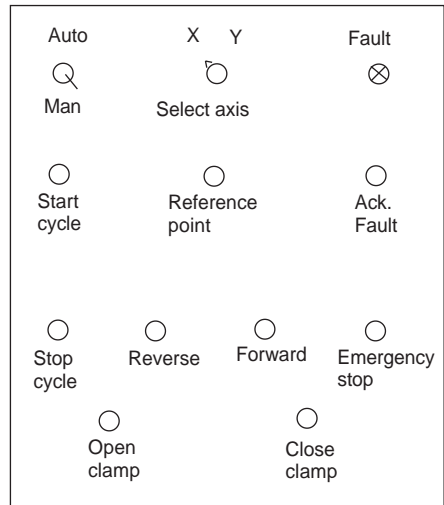 Auto X Y Fault
Man Select axis
Start Reference Ack.
cycle point Fault
Stop Reverse Forward Emergency
cycle stop
Open Close
clamp clamp